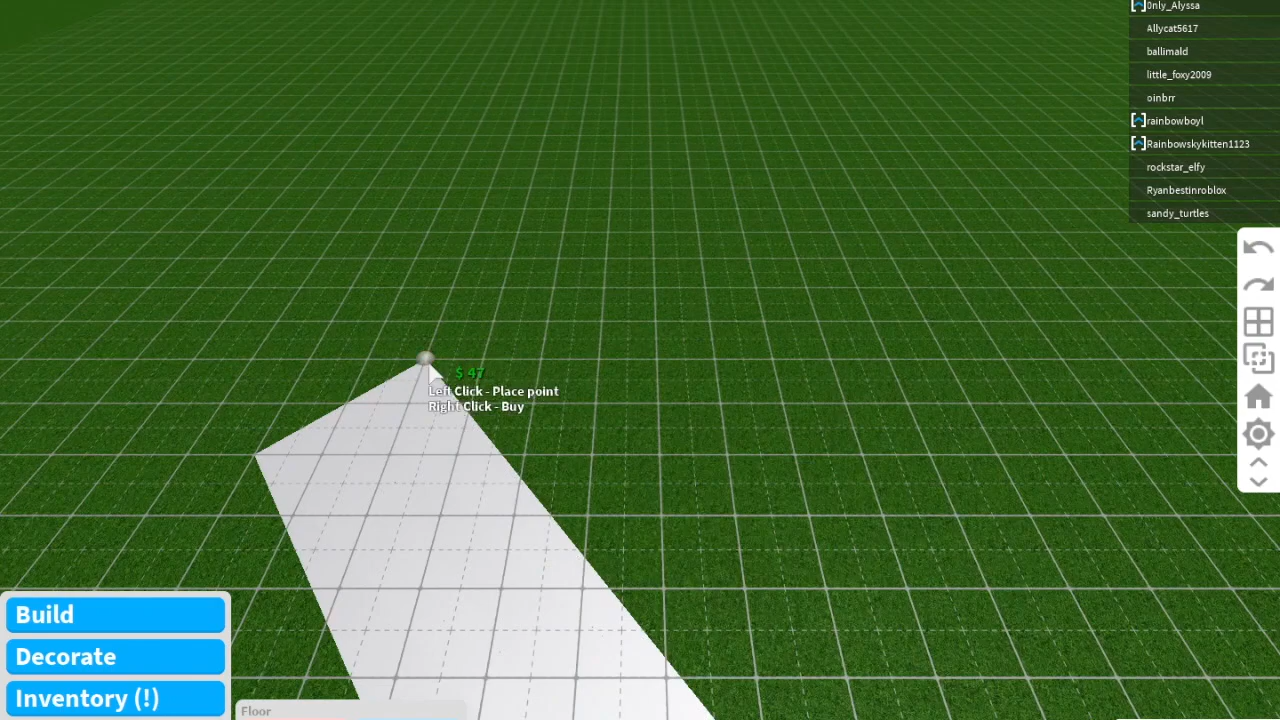 0nly_Alyssa
Allycat5617
ballimald
little_foxy2009
oinbrr
rainbowboyl
Rainbowskykitten1123
rockstar_elfy
Ryanbestinroblox
sandy_turtles
$ 47
Left Click - Place point
Right Click - Buy
Build
Decorate
Inventory (!)
Floor